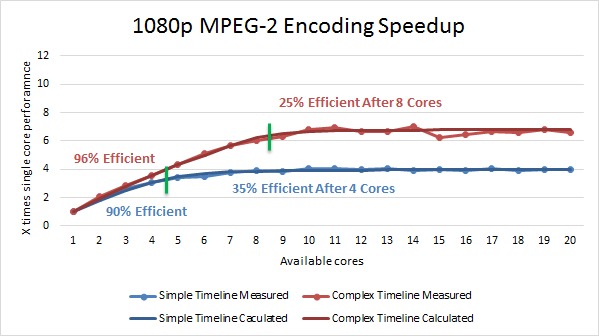 1080p MPEG-2 Encoding Speedup
X times single core perforamnce
12
10
8
6
4
2
0
25% Efficient After 8 Cores
96% Efficient
35% Efficient After 4 Cores
90% Efficient
1 2 3 4 5 6 7 8 9 10 11 12 13 14 15 16 17 18 19 20
Available cores
Simple Timeline Measured
Complex Timeline Measured
Simple Timeline Caculated
Complex Timeline Calculated